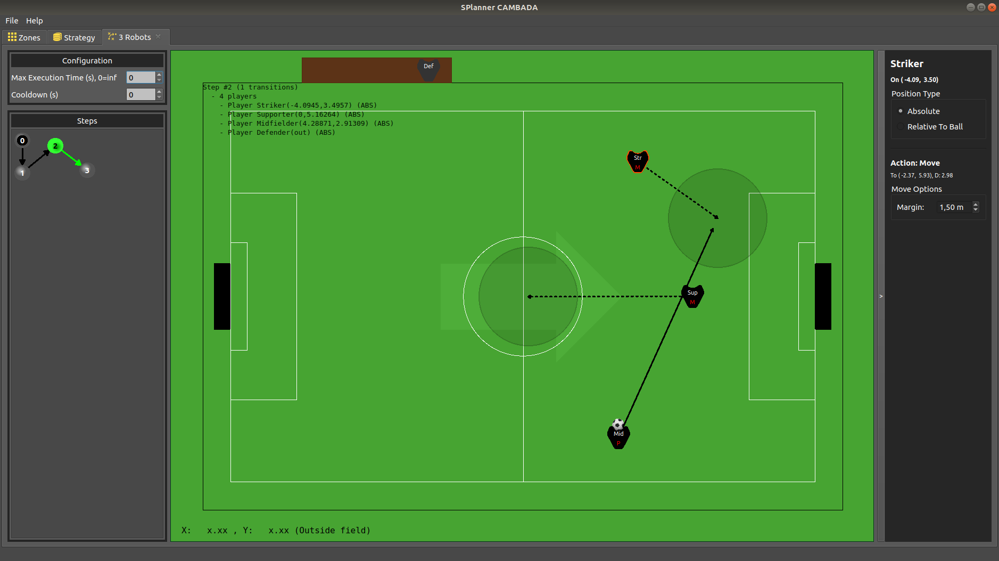 SPlanner CAMBADA
File Help
Zones Strategy 3 Robots
Configuration
Max Execution Time (s), 0=inf 0
Cooldown (s) 0
Steps
0
2
1
3
Def
Step #2 (1 transitions)
- 4 players
- Player Striker(-4.0945,3.4957) (ABS)
- Player Supporter(0,5.16264) (ABS)
- Player Midfielder(4.28871,2.91309) (ABS)
- Player Defender(out) (ABS)
Str
M
Sup
M
Mid
P
X: x.xx , Y: x.xx (Outside field)
>
Striker
On ( -4.09, 3.50)
Position Type
Absolute
Relative To Ball
Action: Move
To ( -2.37, 5.93), D: 2.98
Move Options
Margin: 1,50 m